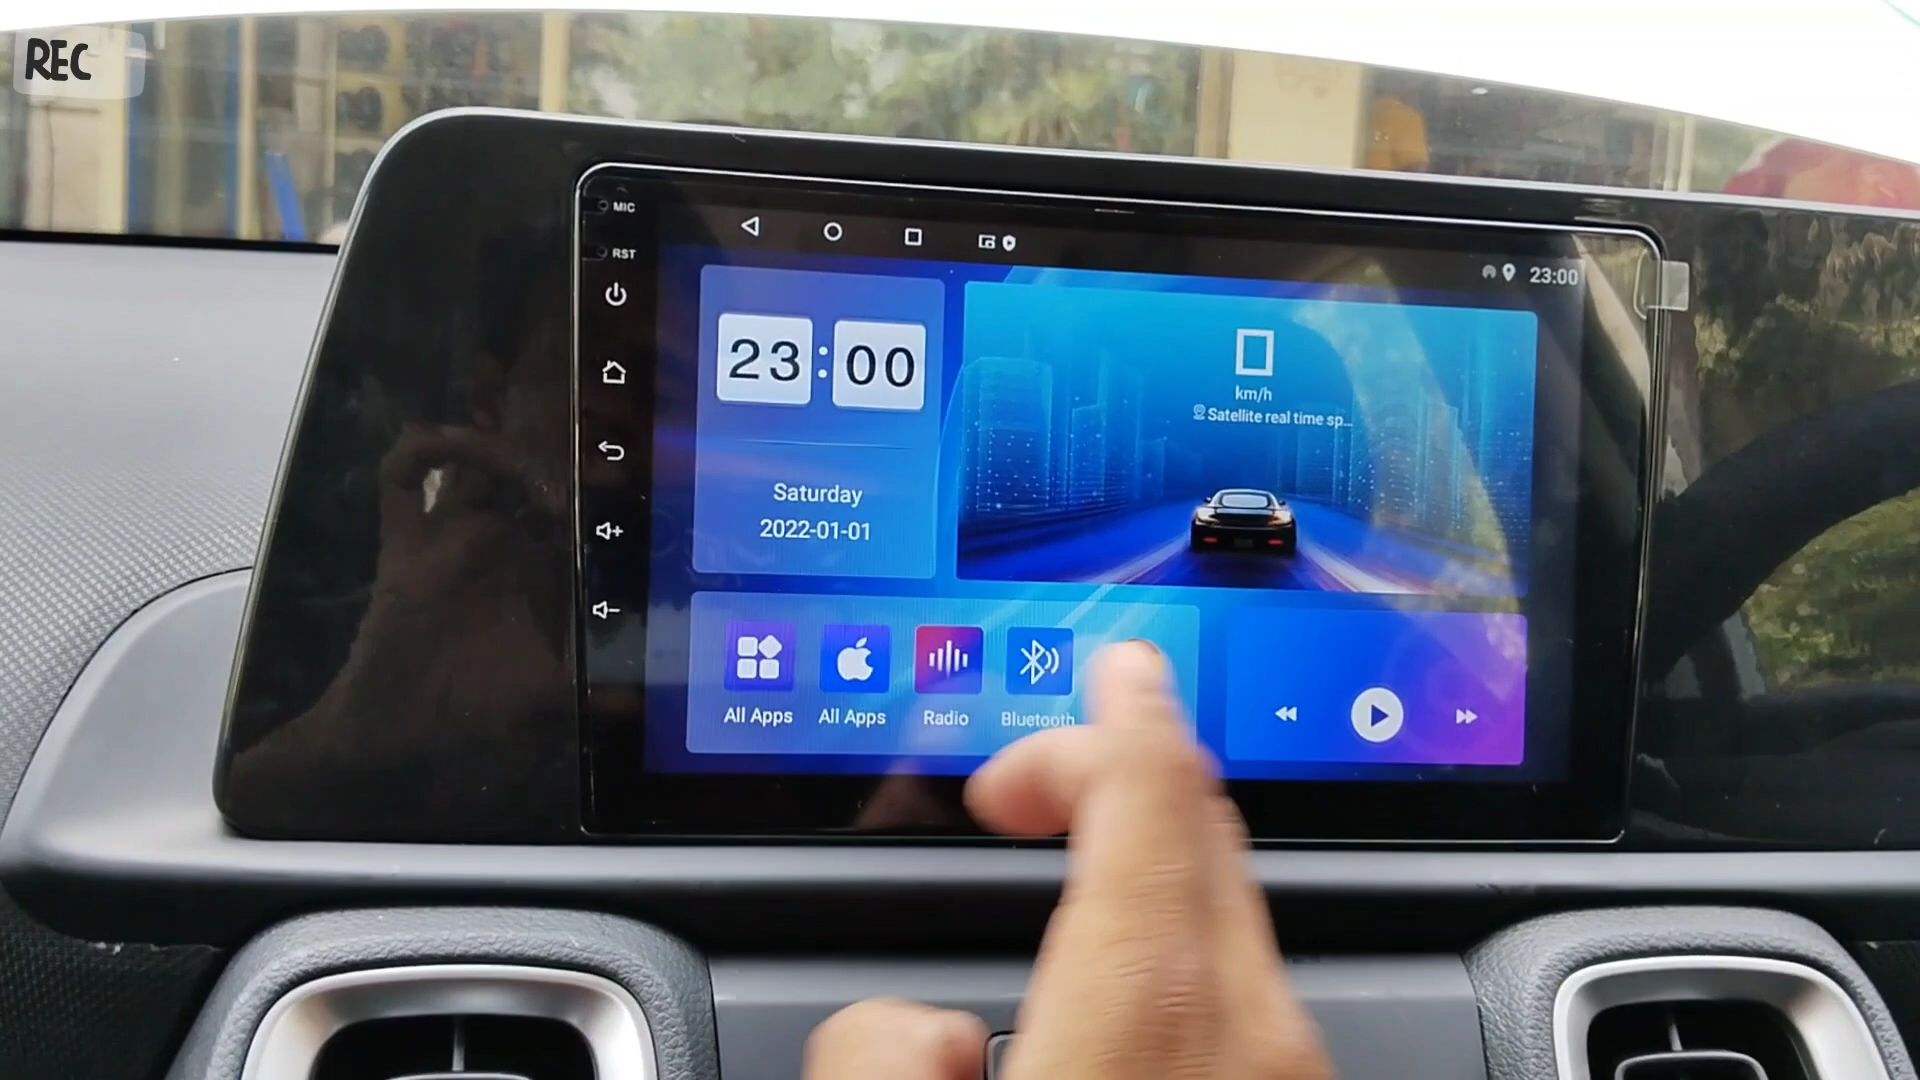 REC
MIC
RST
23:00
23:00
0
km/h
Satellite real time sp...
Saturday
2022-01-01
All Apps
All Apps
Radio
Bluetooth